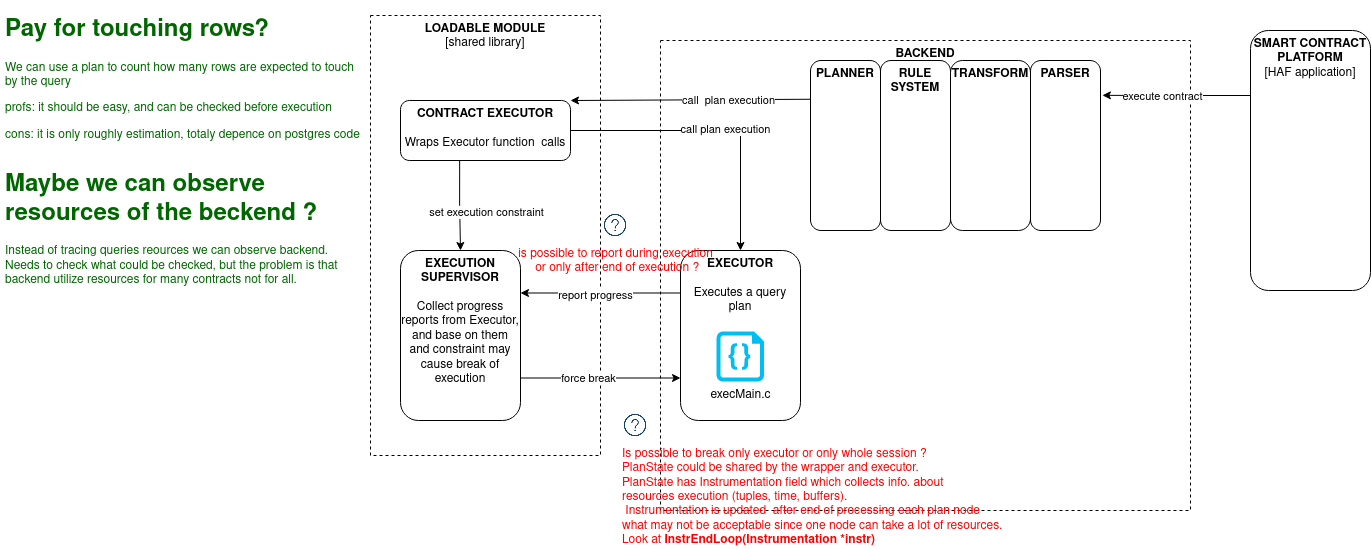 Pay for touching rows?
We can use a plan to count how many rows are expected to touch
by the query
profs: it should be easy, and can be checked before execution
cons: it is only roughly estimation, totaly depence on postgres code
Maybe we can observe
resources of the beckend ?
Instead of tracing queries reources we can observe backend.
Needs to check what could be checked, but the problem is that
backend utilize resources for many contracts not for all.
LOADABLE MODULE
[shared library]
CONTRACT EXECUTOR
Wraps Executor function calls
set execution constraint
EXECUTION
SUPERVISOR
Collect progress
reports from Executor,
and base on them
and constraint may
cause break of
execution
BACKEND
PLANNER
RULE
SYSTEM
TRANSFORM
PARSER
call plan execution
call plan execution
execute contract
SMART CONTRACT
PLATFORM
[HAF application]
?
is possible to report during execution
or only after end of execution ?
report progress
force break
EXECUTOR
Executes a query
plan
{}
execMain.c
?
Is possible to break only executor or only whole session ?
PlanState could be shared by the wrapper and executor.
PlanState has Instrumentation field which collects info. about
resources execution (tuples, time, buffers).
Instrumentation is updated after end of precessing each plan node
what may not be acceptable since one node can take a lot of resources.
Look at InstrEndLoop(Instrumentation *instr)